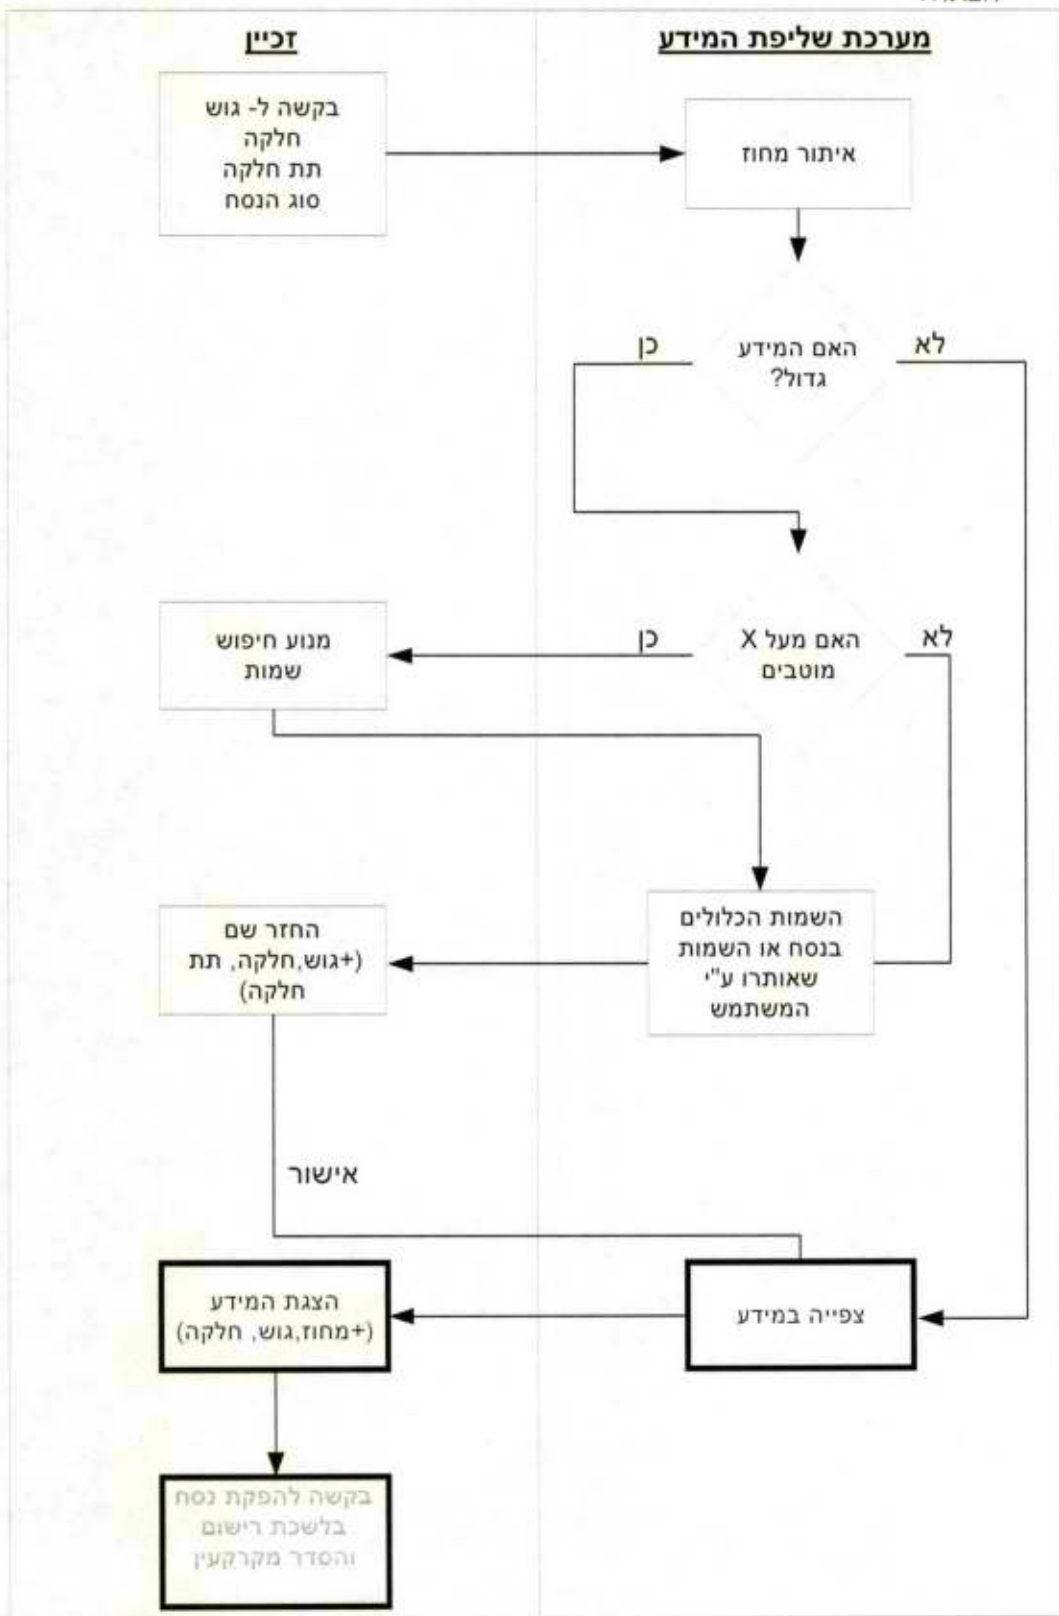 מערכת שליפת המידע
זכיין
בקשה ל- גוש
חלקה
תת חלקה
סוג הנסח
איתור מחוז
האם המידע
גדול?
לא
כן
האם מעל X
מוטבים
לא
כן
מנוע חיפוש
שמות
השמות הכלולים
בנסח או השמות
שאותרו ע"י
המשתמש
החזר שם
(+גוש,חלקה, תת
חלקה)
אישור
צפייה במידע
הצגת המידע
(+מחוז,גוש, חלקה)
בקשה להפקת נסח
בלשכת רישום
והסדר מקרקעין